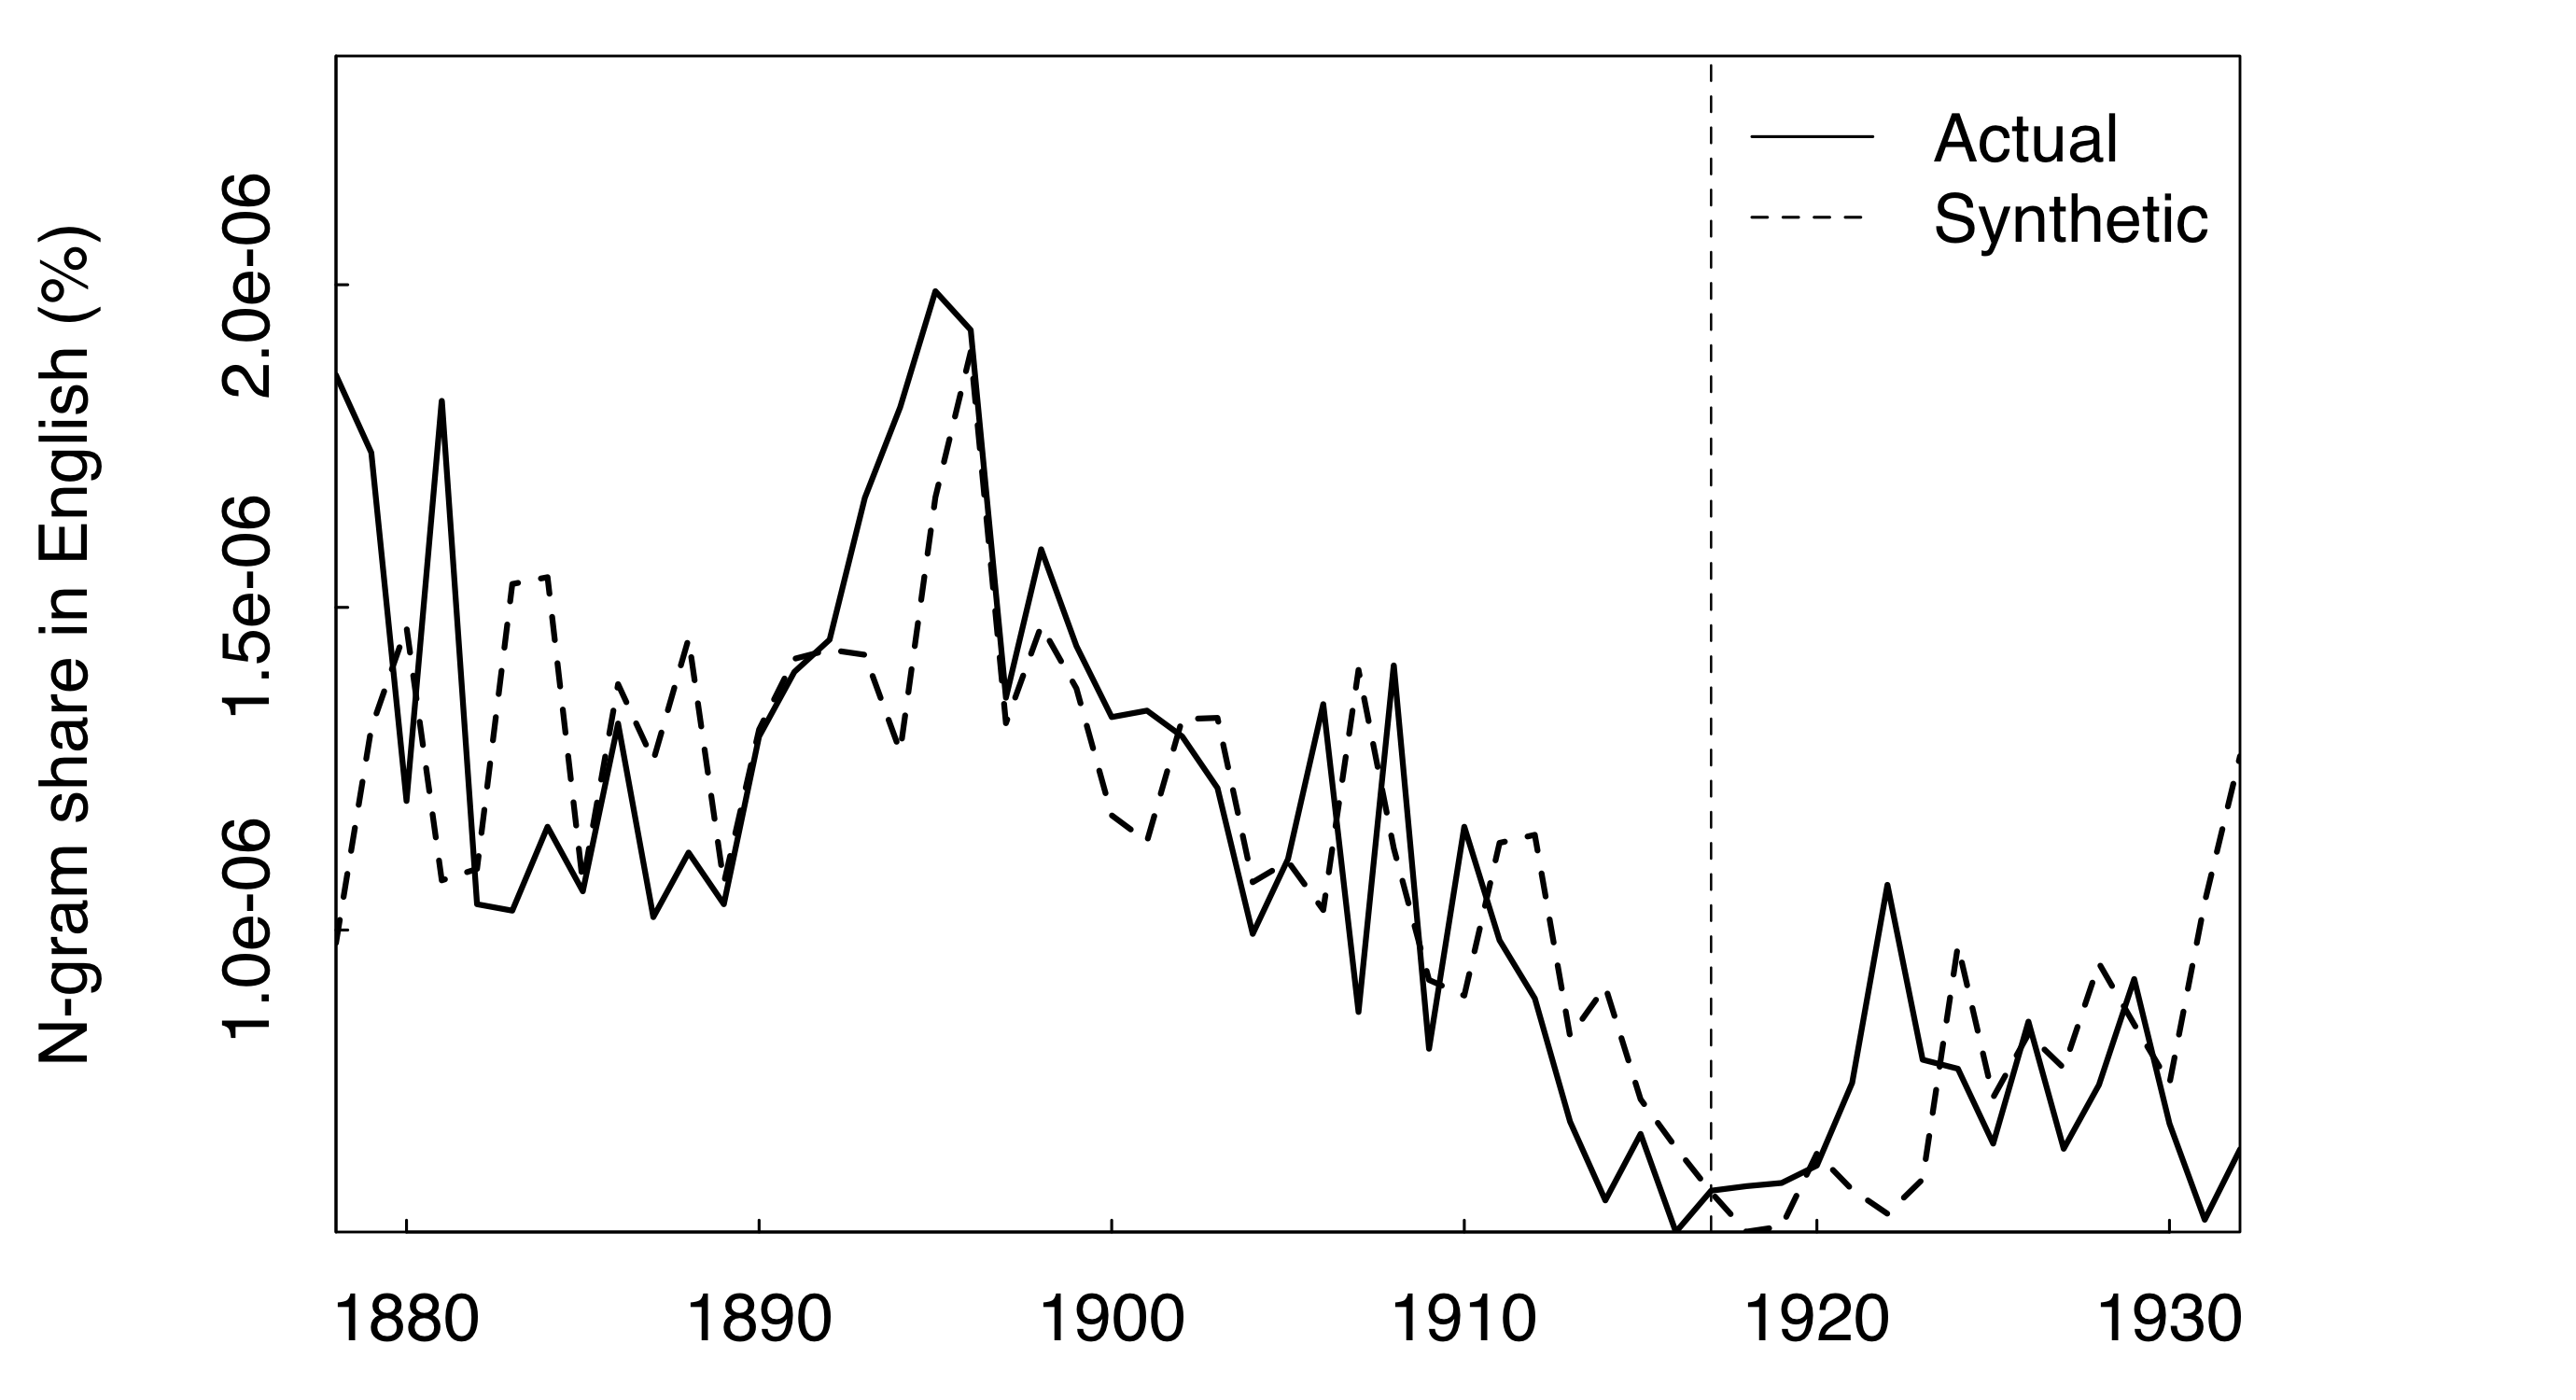 N-gram share in English (%)
2.0e-06
1.5e-06
1.0e-06
Actual
Synthetic
1880 1890 1900 1910 1920 1930